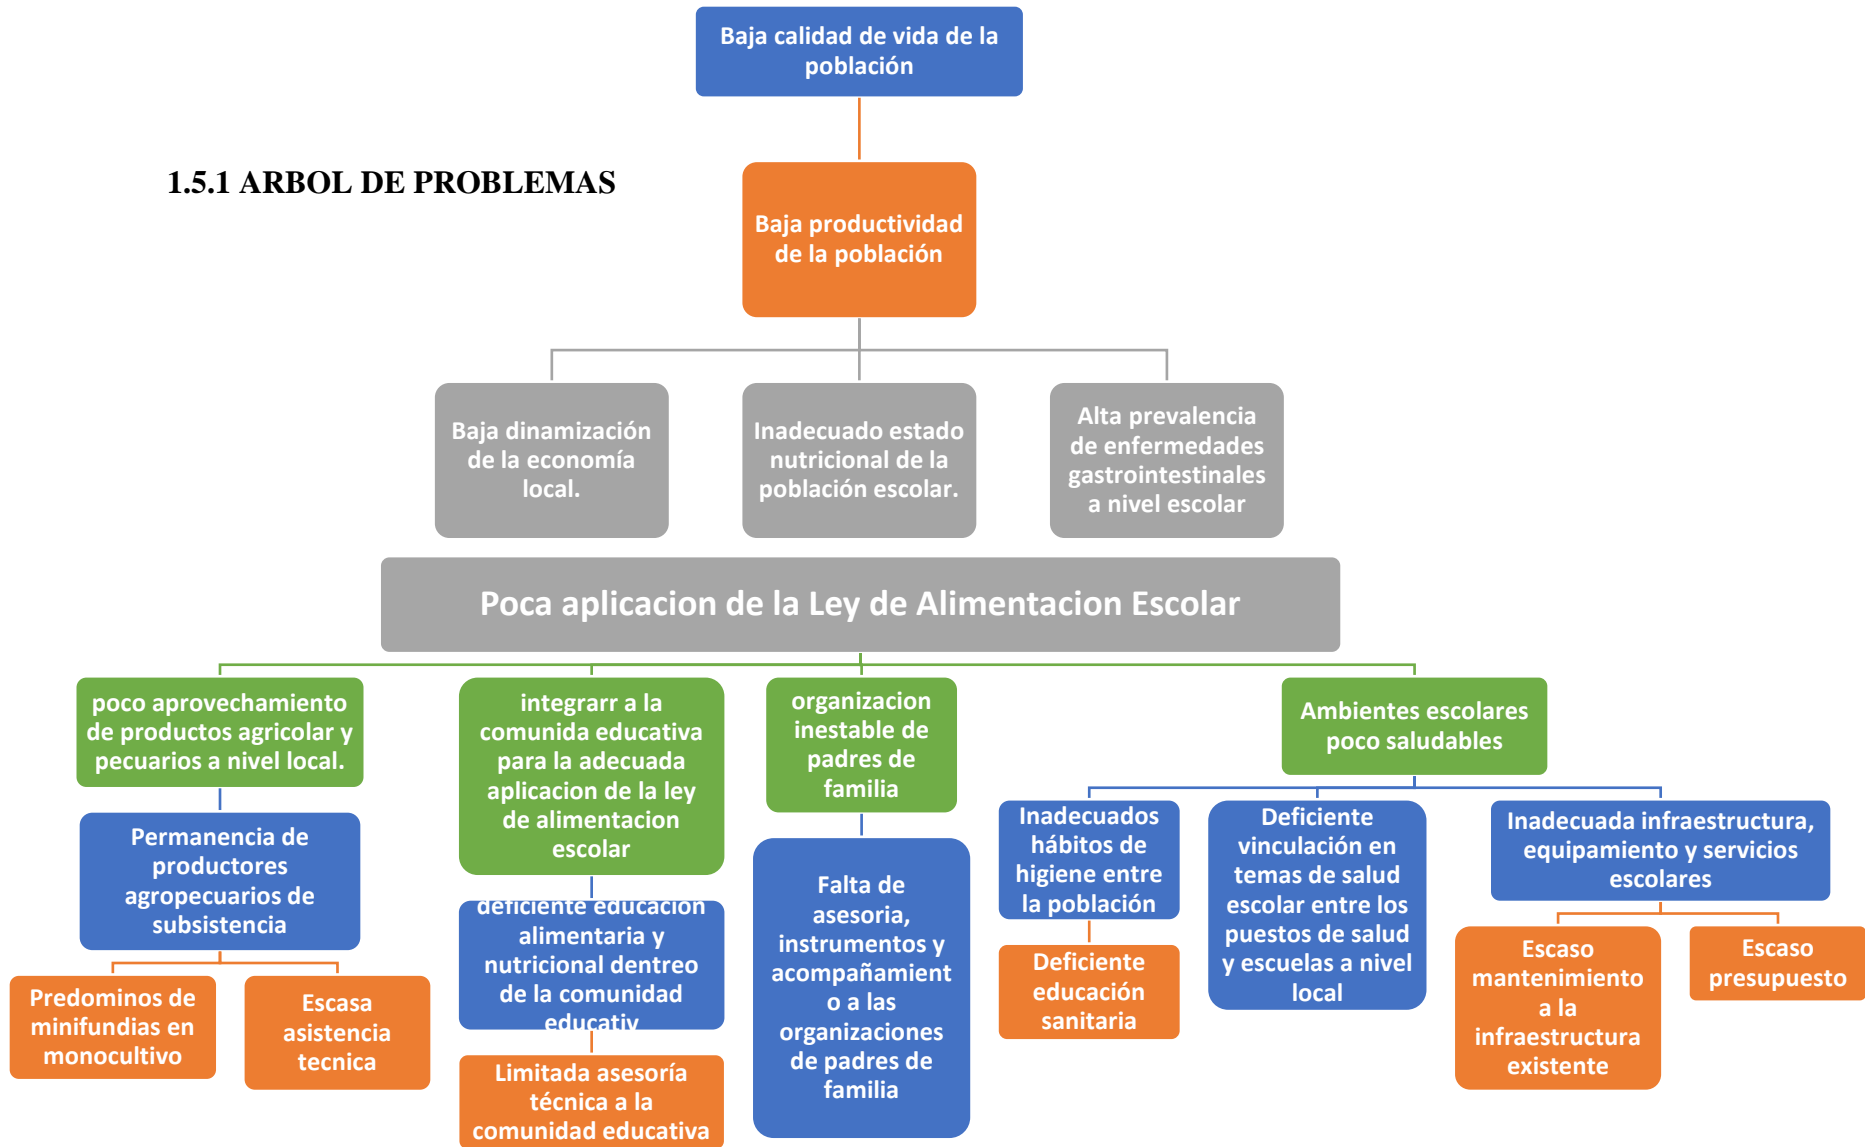 Baja calidad de vida de la
población
1.5.1 ARBOL DE PROBLEMAS
Baja productividad
de la población
Baja dinamización
de la economía
local.
Inadecuado estado
nutricional de la
población escolar.
Alta prevalencia
de enfermedades
gastrointestinales
a nivel escolar
Poca aplicacion de la Ley de Alimentacion Escolar
poco aprovechamiento
de productos agricolar y
pecuarios a nivel local.
integrarr a la
comunida educativa
para la adecuada
aplicacion de la ley
de alimentacion
escolar
organizacion
inestable de
padres de
familia
Ambientes escolares
poco saludables
Permanencia de
productores
agropecuarios de
subsistencia
deficiente educación
alimentaria y
nutricional dentreo
de la comunidad
educativ
Falta de
asesoria,
instrumentos y
acompañamient
o a las
organizaciones
de padres de
familia
Inadecuados
hábitos de
higiene entre
la población
Deficiente
vinculación en
temas de salud
escolar entre los
puestos de salud
y escuelas a nivel
local
Inadecuada infraestructura,
equipamiento y servicios
escolares
Predominos de
minifundias en
monocultivo
Escasa
asistencia
tecnica
Limitada asesoría
técnica a la
comunidad educativa
Deficiente
educación
sanitaria
Escaso
mantenimiento
a la
infraestructura
existente
Escaso
presupuesto